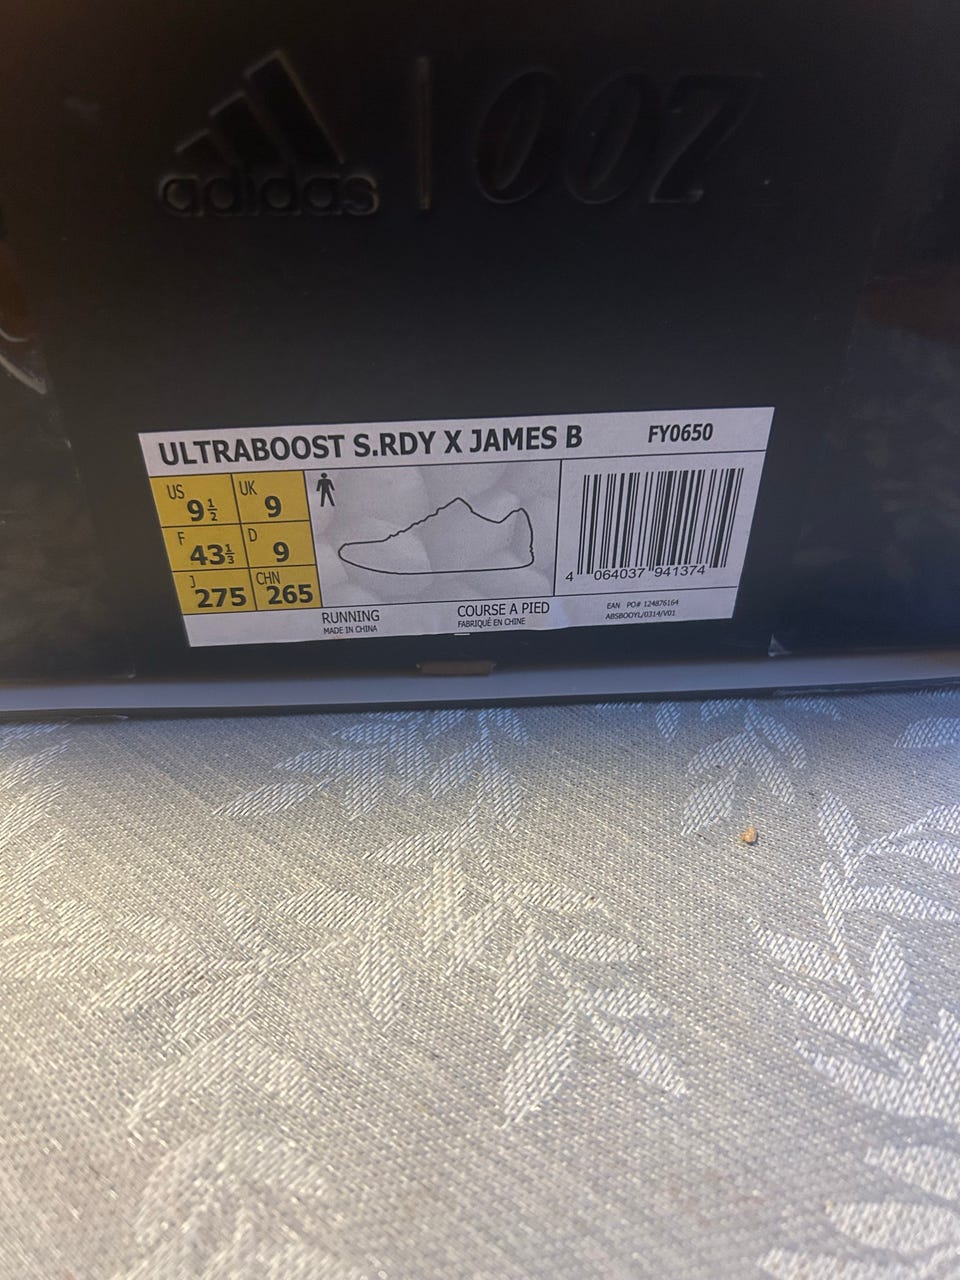 adidas | 007
ULTRABOOST S.RDY X JAMES B FY0650
US 9½ UK 9
F 43⅓ D 9
J 275 CHN 265
4 064037 941374
RUNNING COURSE A PIED
MADE IN CHINA FABRIQUÉ EN CHINE
EAN PO# 124876164
ABSBOOYL/0314/V01